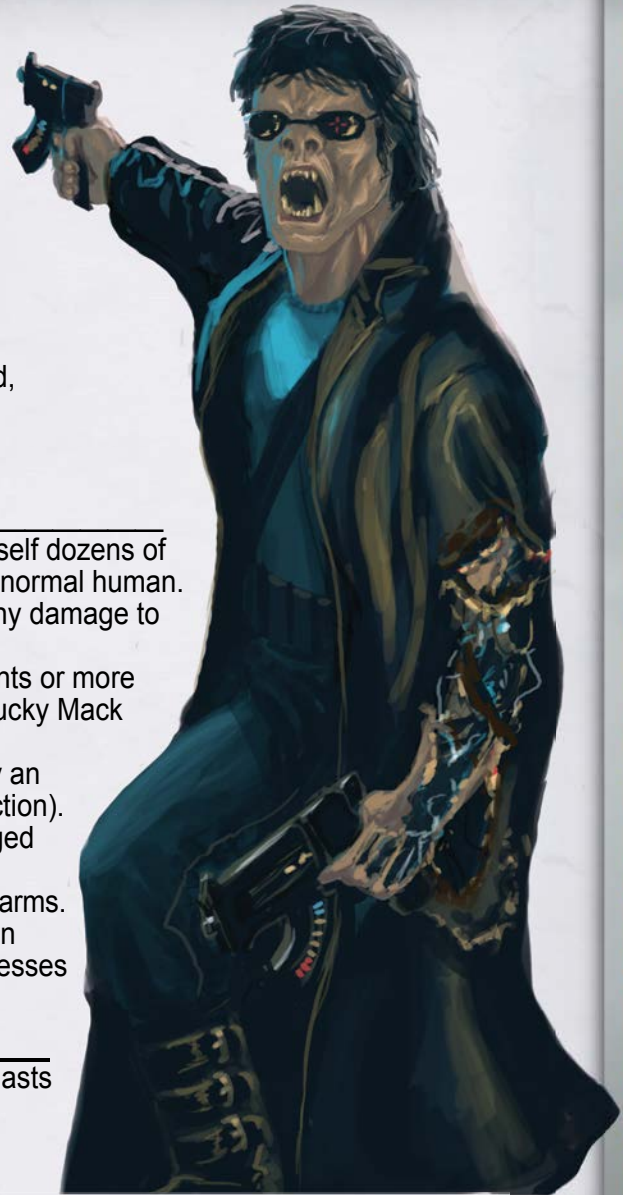 d,
self dozens of
normal human.
ny damage to
nts or more
ucky Mack
y an
ction).
ged
arms.
n
esses
asts